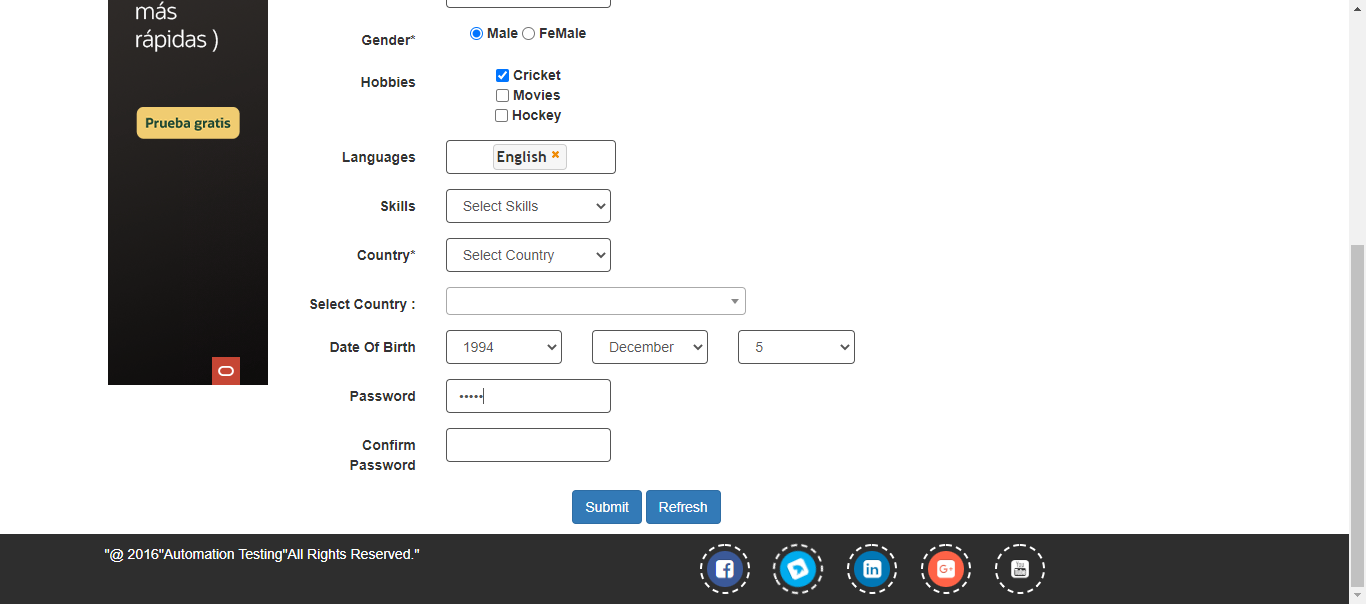 más
rápidas )
Prueba gratis
Gender*
Male FeMale
Hobbies
Cricket
Movies
Hockey
Languages
English
Skills
Select Skills
Country*
Select Country
Select Country :
Date Of Birth
1994 December 5
Password
•••••
Confirm
Password
Submit Refresh
"@ 2016"Automation Testing"All Rights Reserved."
f
in
G+
You